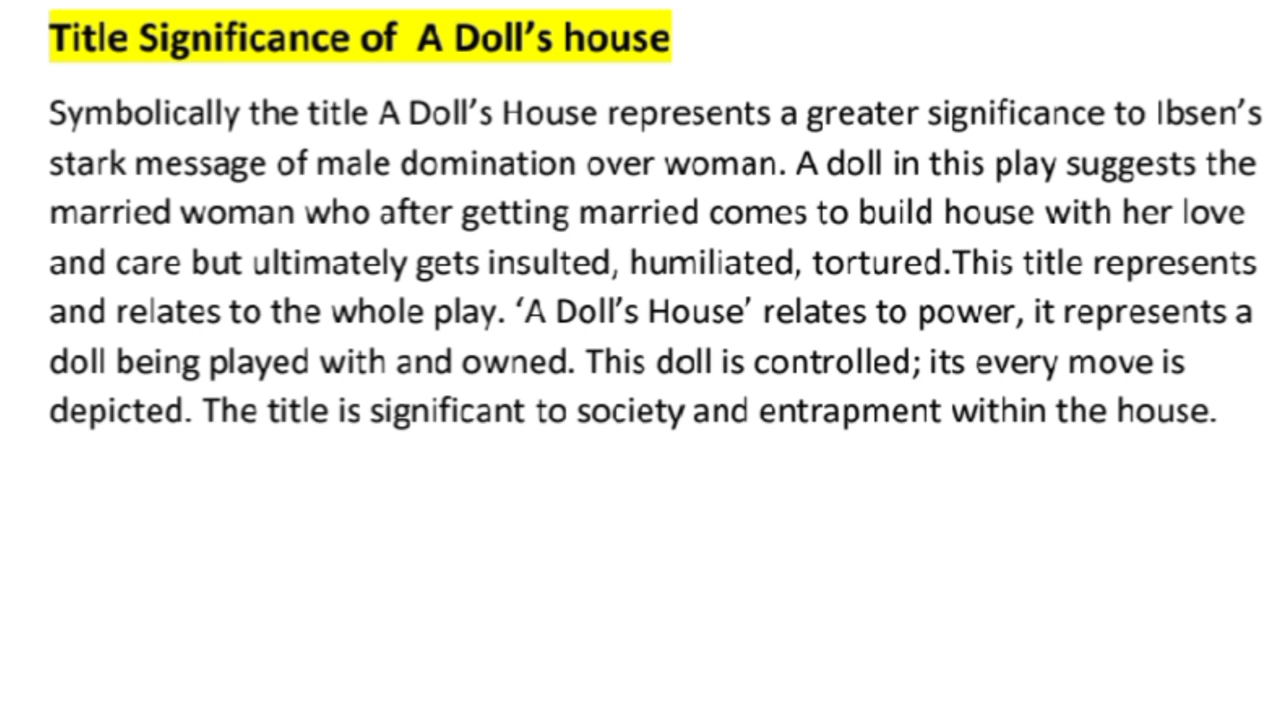 Title Significance of  A Doll’s house
Symbolically the title A Doll’s House represents a greater significance to Ibsen’s
stark message of male domination over woman. A doll in this play suggests the
married woman who after getting married comes to build house with her love
and care but ultimately gets insulted, humiliated, tortured.This title represents
and relates to the whole play. ‘A Doll’s House’ relates to power, it represents a
doll being played with and owned. This doll is controlled; its every move is
depicted. The title is significant to society and entrapment within the house.